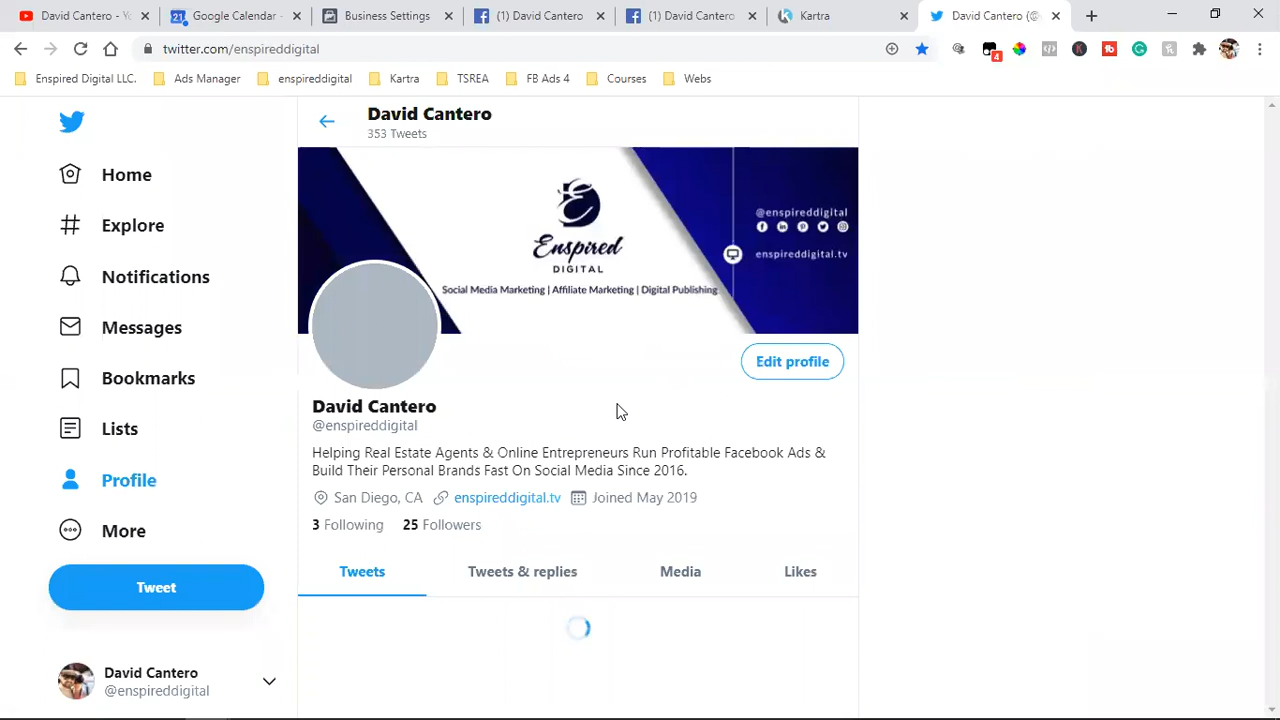 David Cantero - Yo
Google Calendar -
Business Settings
(1) David Cantero
(1) David Cantero
Kartra
David Cantero (@
twitter.com/enspireddigital
4
Enspired Digital LLC.
Ads Manager
enspireddigital
Kartra
TSREA
FB Ads 4
Courses
Webs
David Cantero
353 Tweets
Home
Explore
Notifications
Messages
Bookmarks
Lists
Profile
More
Tweet
David Cantero
@enspireddigital
Enspired
DIGITAL
Social Media Marketing | Affiliate Marketing | Digital Publishing
@enspireddigital
enspireddigital.tv
Edit profile
David Cantero
@enspireddigital
Helping Real Estate Agents & Online Entrepreneurs Run Profitable Facebook Ads &
Build Their Personal Brands Fast On Social Media Since 2016.
San Diego, CA enspireddigital.tv Joined May 2019
3 Following 25 Followers
Tweets Tweets & replies Media Likes